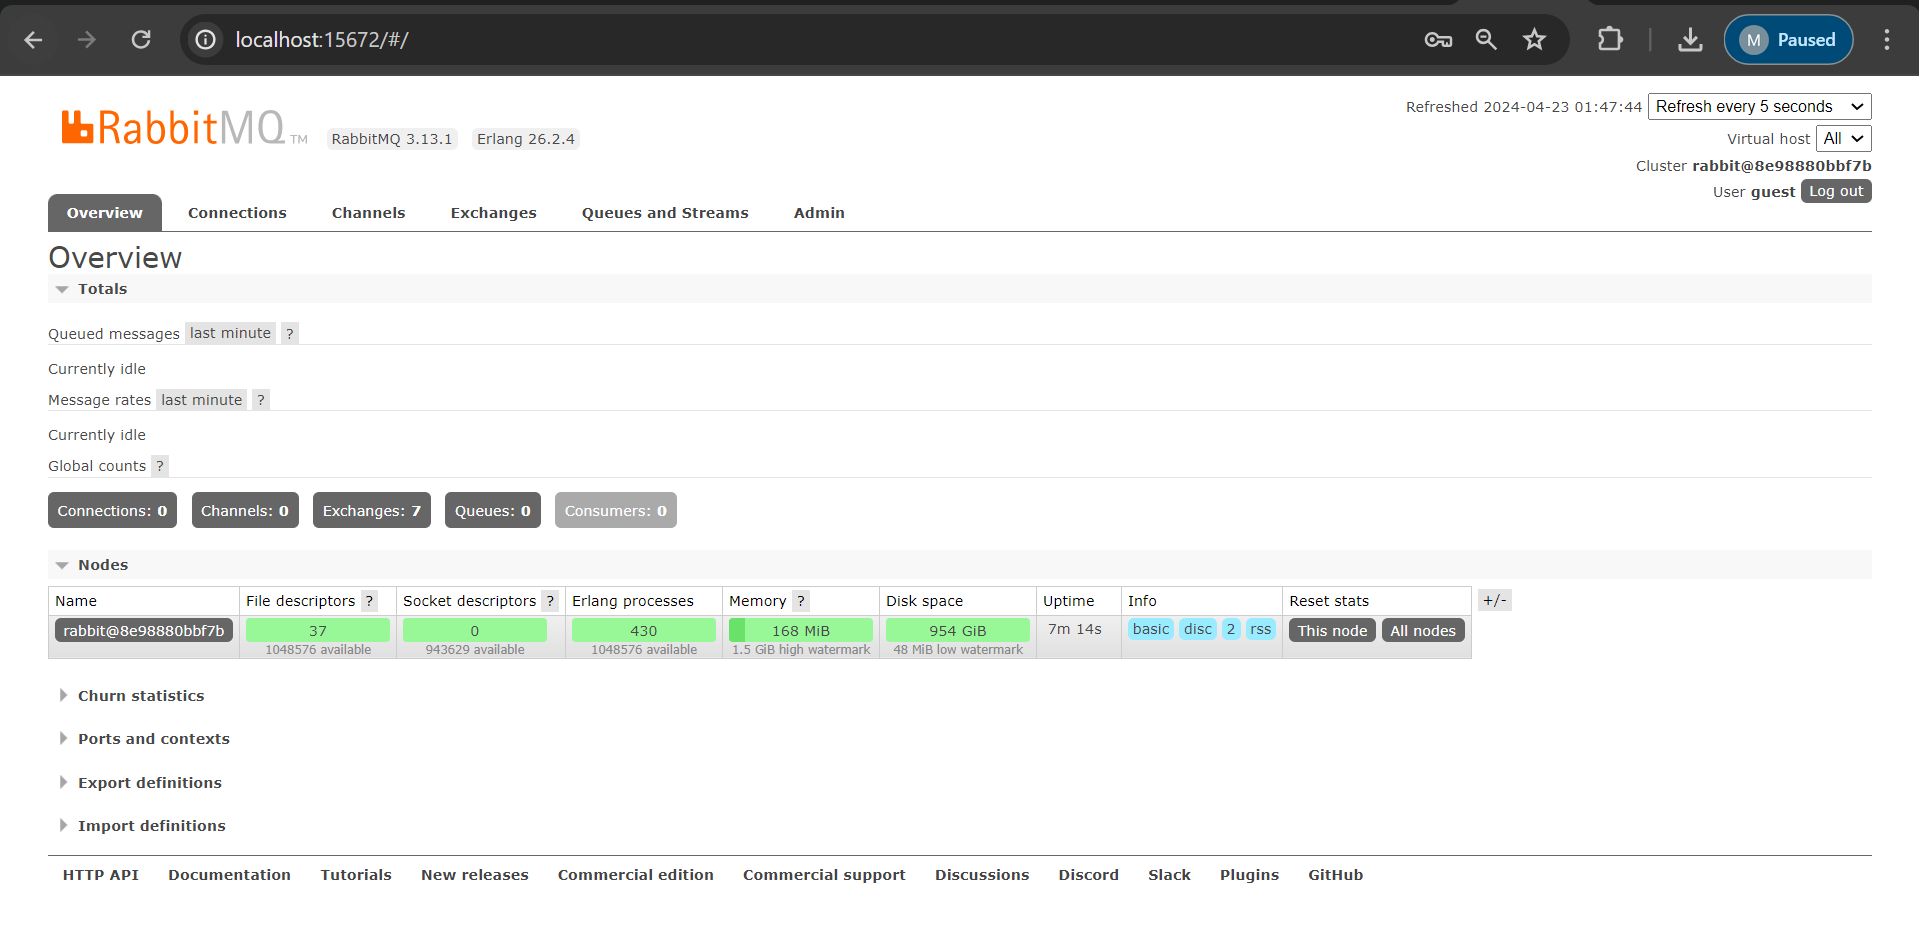 localhost:15672/#/
M Paused
RabbitMQ TM RabbitMQ 3.13.1 Erlang 26.2.4
Refreshed 2024-04-23 01:47:44 Refresh every 5 seconds
Virtual host All
Cluster rabbit@8e98880bbf7b
User guest Log out
Overview Connections Channels Exchanges Queues and Streams Admin
Overview
Totals
Queued messages last minute ?
Currently idle
Message rates last minute ?
Currently idle
Global counts ?
Connections: 0 Channels: 0 Exchanges: 7 Queues: 0 Consumers: 0
Nodes
Name File descriptors ? Socket descriptors ? Erlang processes Memory ? Disk space Uptime Info Reset stats +/-
rabbit@8e98880bbf7b 37 0 430 168 MiB 954 GiB 7m 14s basic disc 2 rss This node All nodes
1048576 available 943629 available 1048576 available 1.5 GiB high watermark 48 MiB low watermark
Churn statistics
Ports and contexts
Export definitions
Import definitions
HTTP API Documentation Tutorials New releases Commercial edition Commercial support Discussions Discord Slack Plugins GitHub